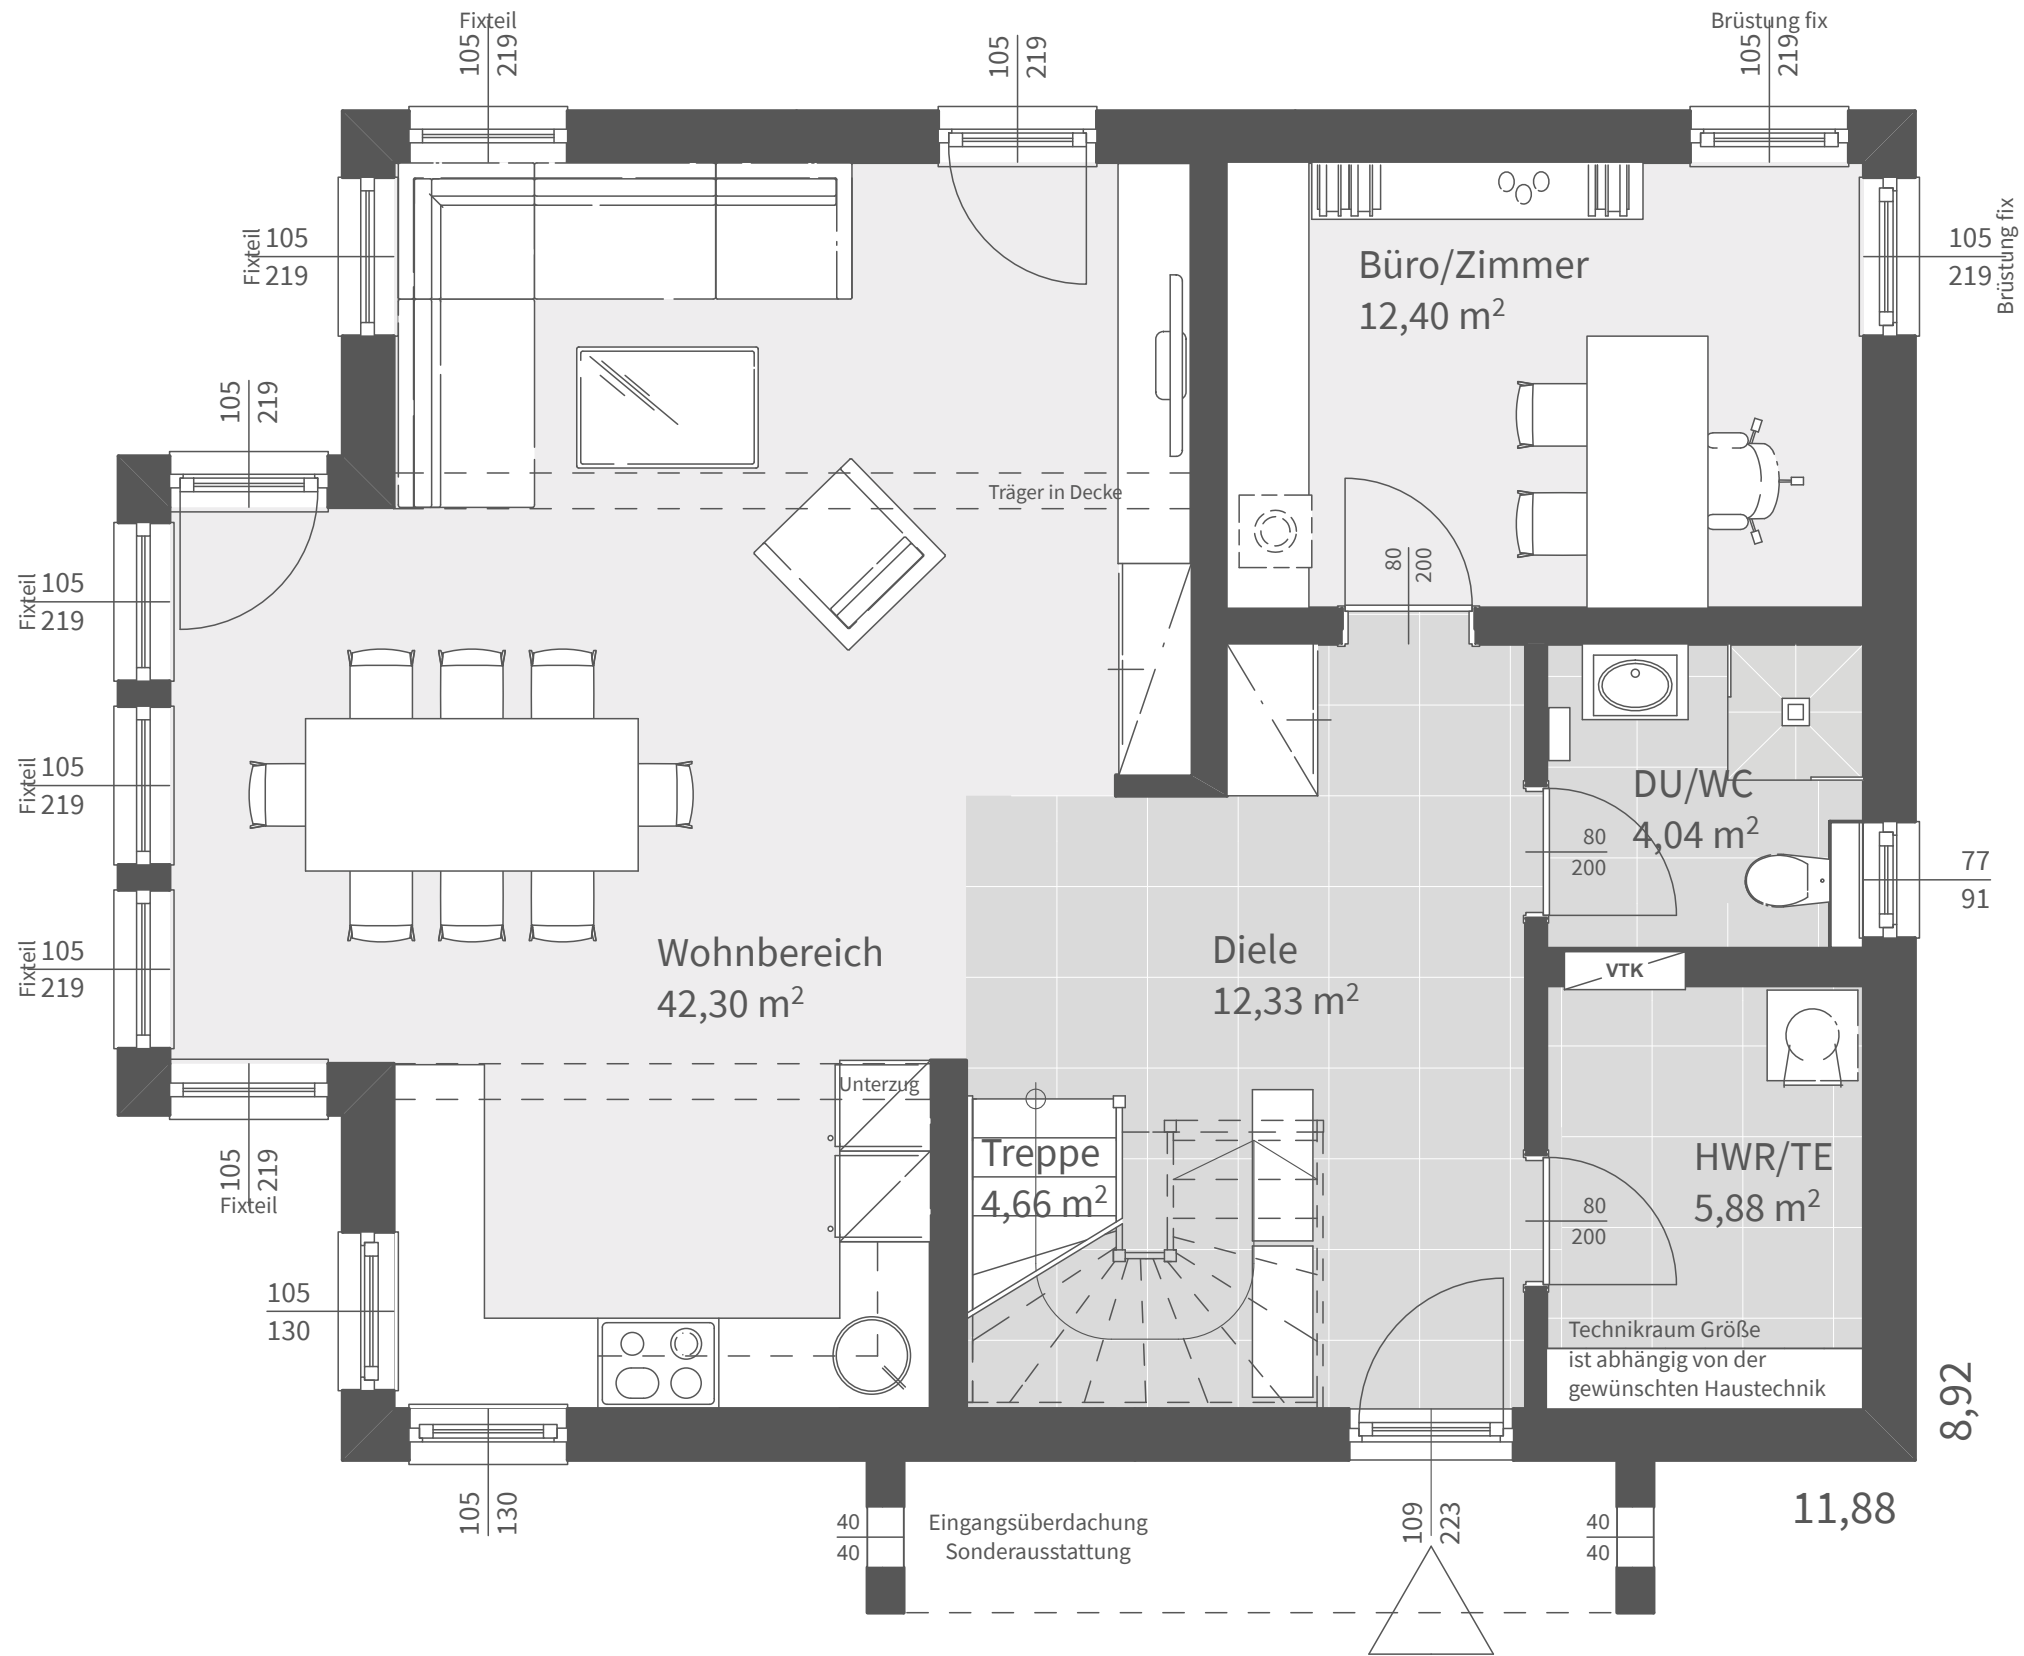 Fixteil
105
219
105
219
Brüstung fix
105
219
Fixteil
105
219
Büro/Zimmer
12,40 m²
105
219
Brüstung fix
105
219
Träger in Decke
80
200
Fixteil
105
219
DU/WC
4,04 m²
80
200
Fixteil
105
219
77
91
Wohnbereich
42,30 m²
Diele
12,33 m²
VTK
Fixteil
105
219
Unterzug
105
219
Fixteil
Treppe
4,66 m²
HWR/TE
5,88 m²
80
200
105
130
Technikraum Größe
ist abhängig von der
gewünschten Haustechnik
8,92
11,88
105
130
40
40
Eingangsüberdachung
Sonderausstattung
109
223
40
40